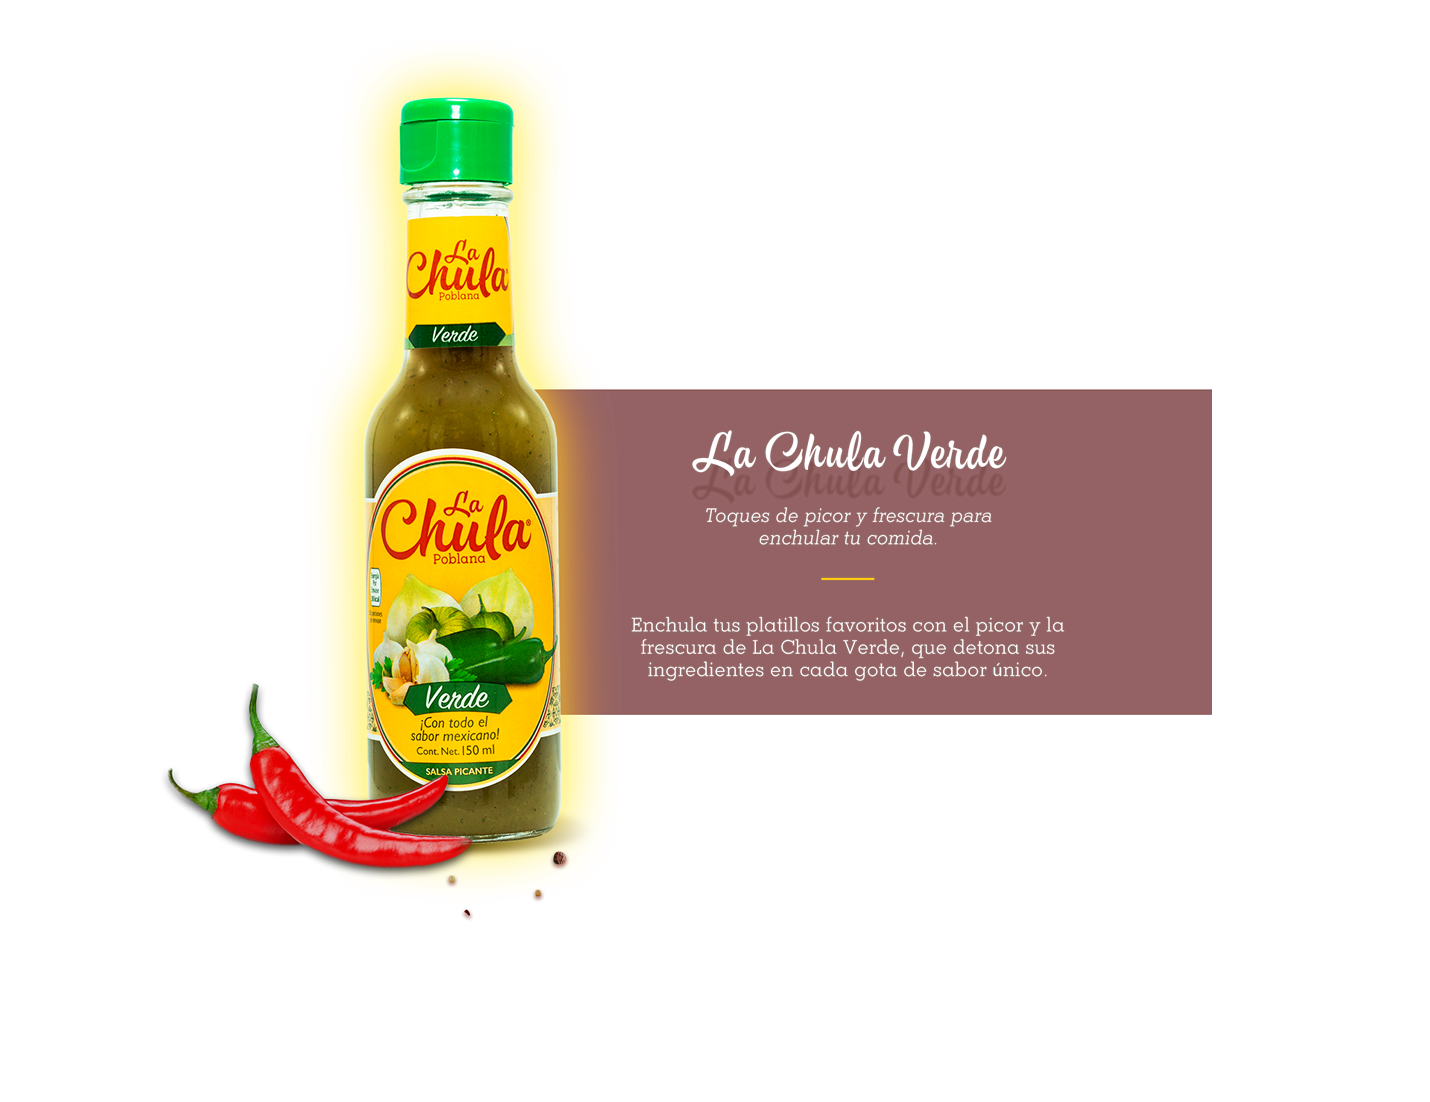 La
Chula®
Poblana
Verde
La
Chula®
Poblana
Verde
¡Con todo el
sabor mexicano!
Cont. Net. 150 ml
SALSA PICANTE
La Chula Verde
Toques de picor y frescura para
enchular tu comida.
Enchula tus platillos favoritos con el picor y la
frescura de La Chula Verde, que detona sus
ingredientes en cada gota de sabor único.